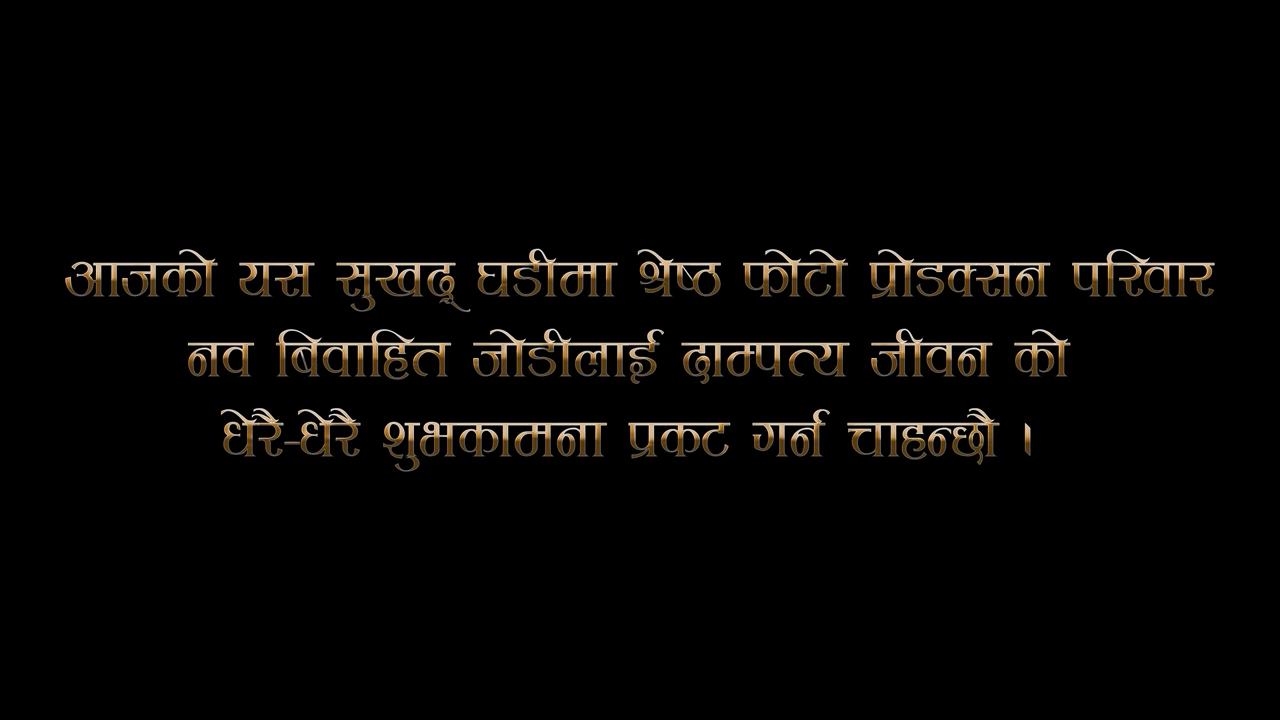 आजको यस सुखद् घडीमा श्रेष्ठ फोटो प्रोडक्सन परिवार
नव बिवाहित जोडीलाई दाम्पत्य जीवन को
धेरै-धेरै शुभकामना प्रकट गर्न चाहन्छौ ।